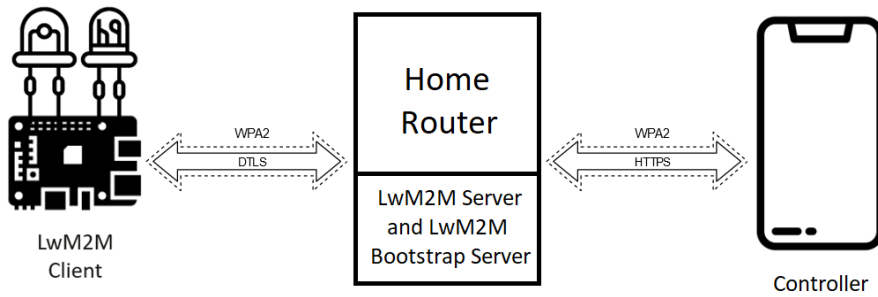 WPA2
DTLS
LwM2M
Client
Home
Router
LwM2M Server
and LwM2M
Bootstrap Server
WPA2
HTTPS
Controller